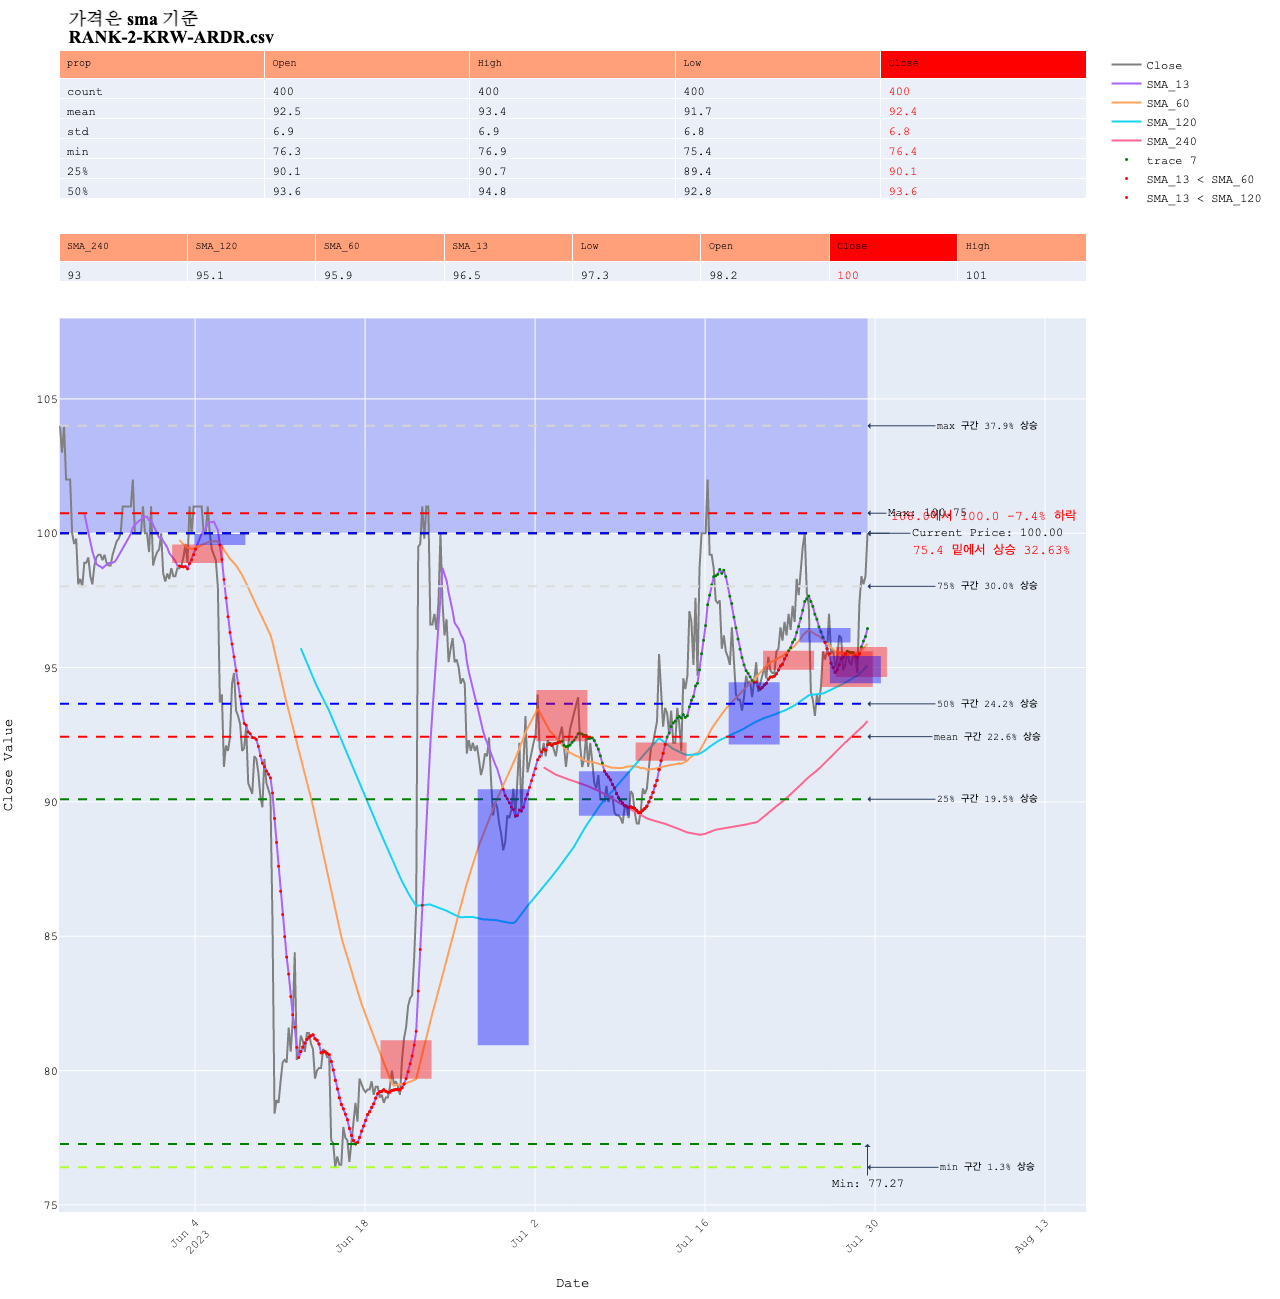 가격은 sma 기준
RANK-2-KRW-ARDR.csv
prop Open High Low Close
count 400 400 400 400
mean 92.5 93.4 91.7 92.4
std 6.9 6.9 6.8 6.8
min 76.3 76.9 75.4 76.4
25% 90.1 90.7 89.4 90.1
50% 93.6 94.8 92.8 93.6
Close
SMA_13
SMA_60
SMA_120
SMA_240
trace 7
SMA_13 < SMA_60
SMA_13 < SMA_120
SMA_240 SMA_120 SMA_60 SMA_13 Low Open Close High
93 95.1 95.9 96.5 97.3 98.2 100 101
105
max 구간 37.9% 상승
Max: 100.75
100.0 -7.4% 하락
100
Current Price: 100.00
75.4 밑에서 상승 32.63%
75% 구간 30.0% 상승
95
50% 구간 24.2% 상승
mean 구간 22.6% 상승
Close Value
90
25% 구간 19.5% 상승
85
80
min 구간 1.3% 상승
Min: 77.27
75
Jun 4
2023
Jun 18
Jul 2
Jul 16
Jul 30
Aug 13
Date